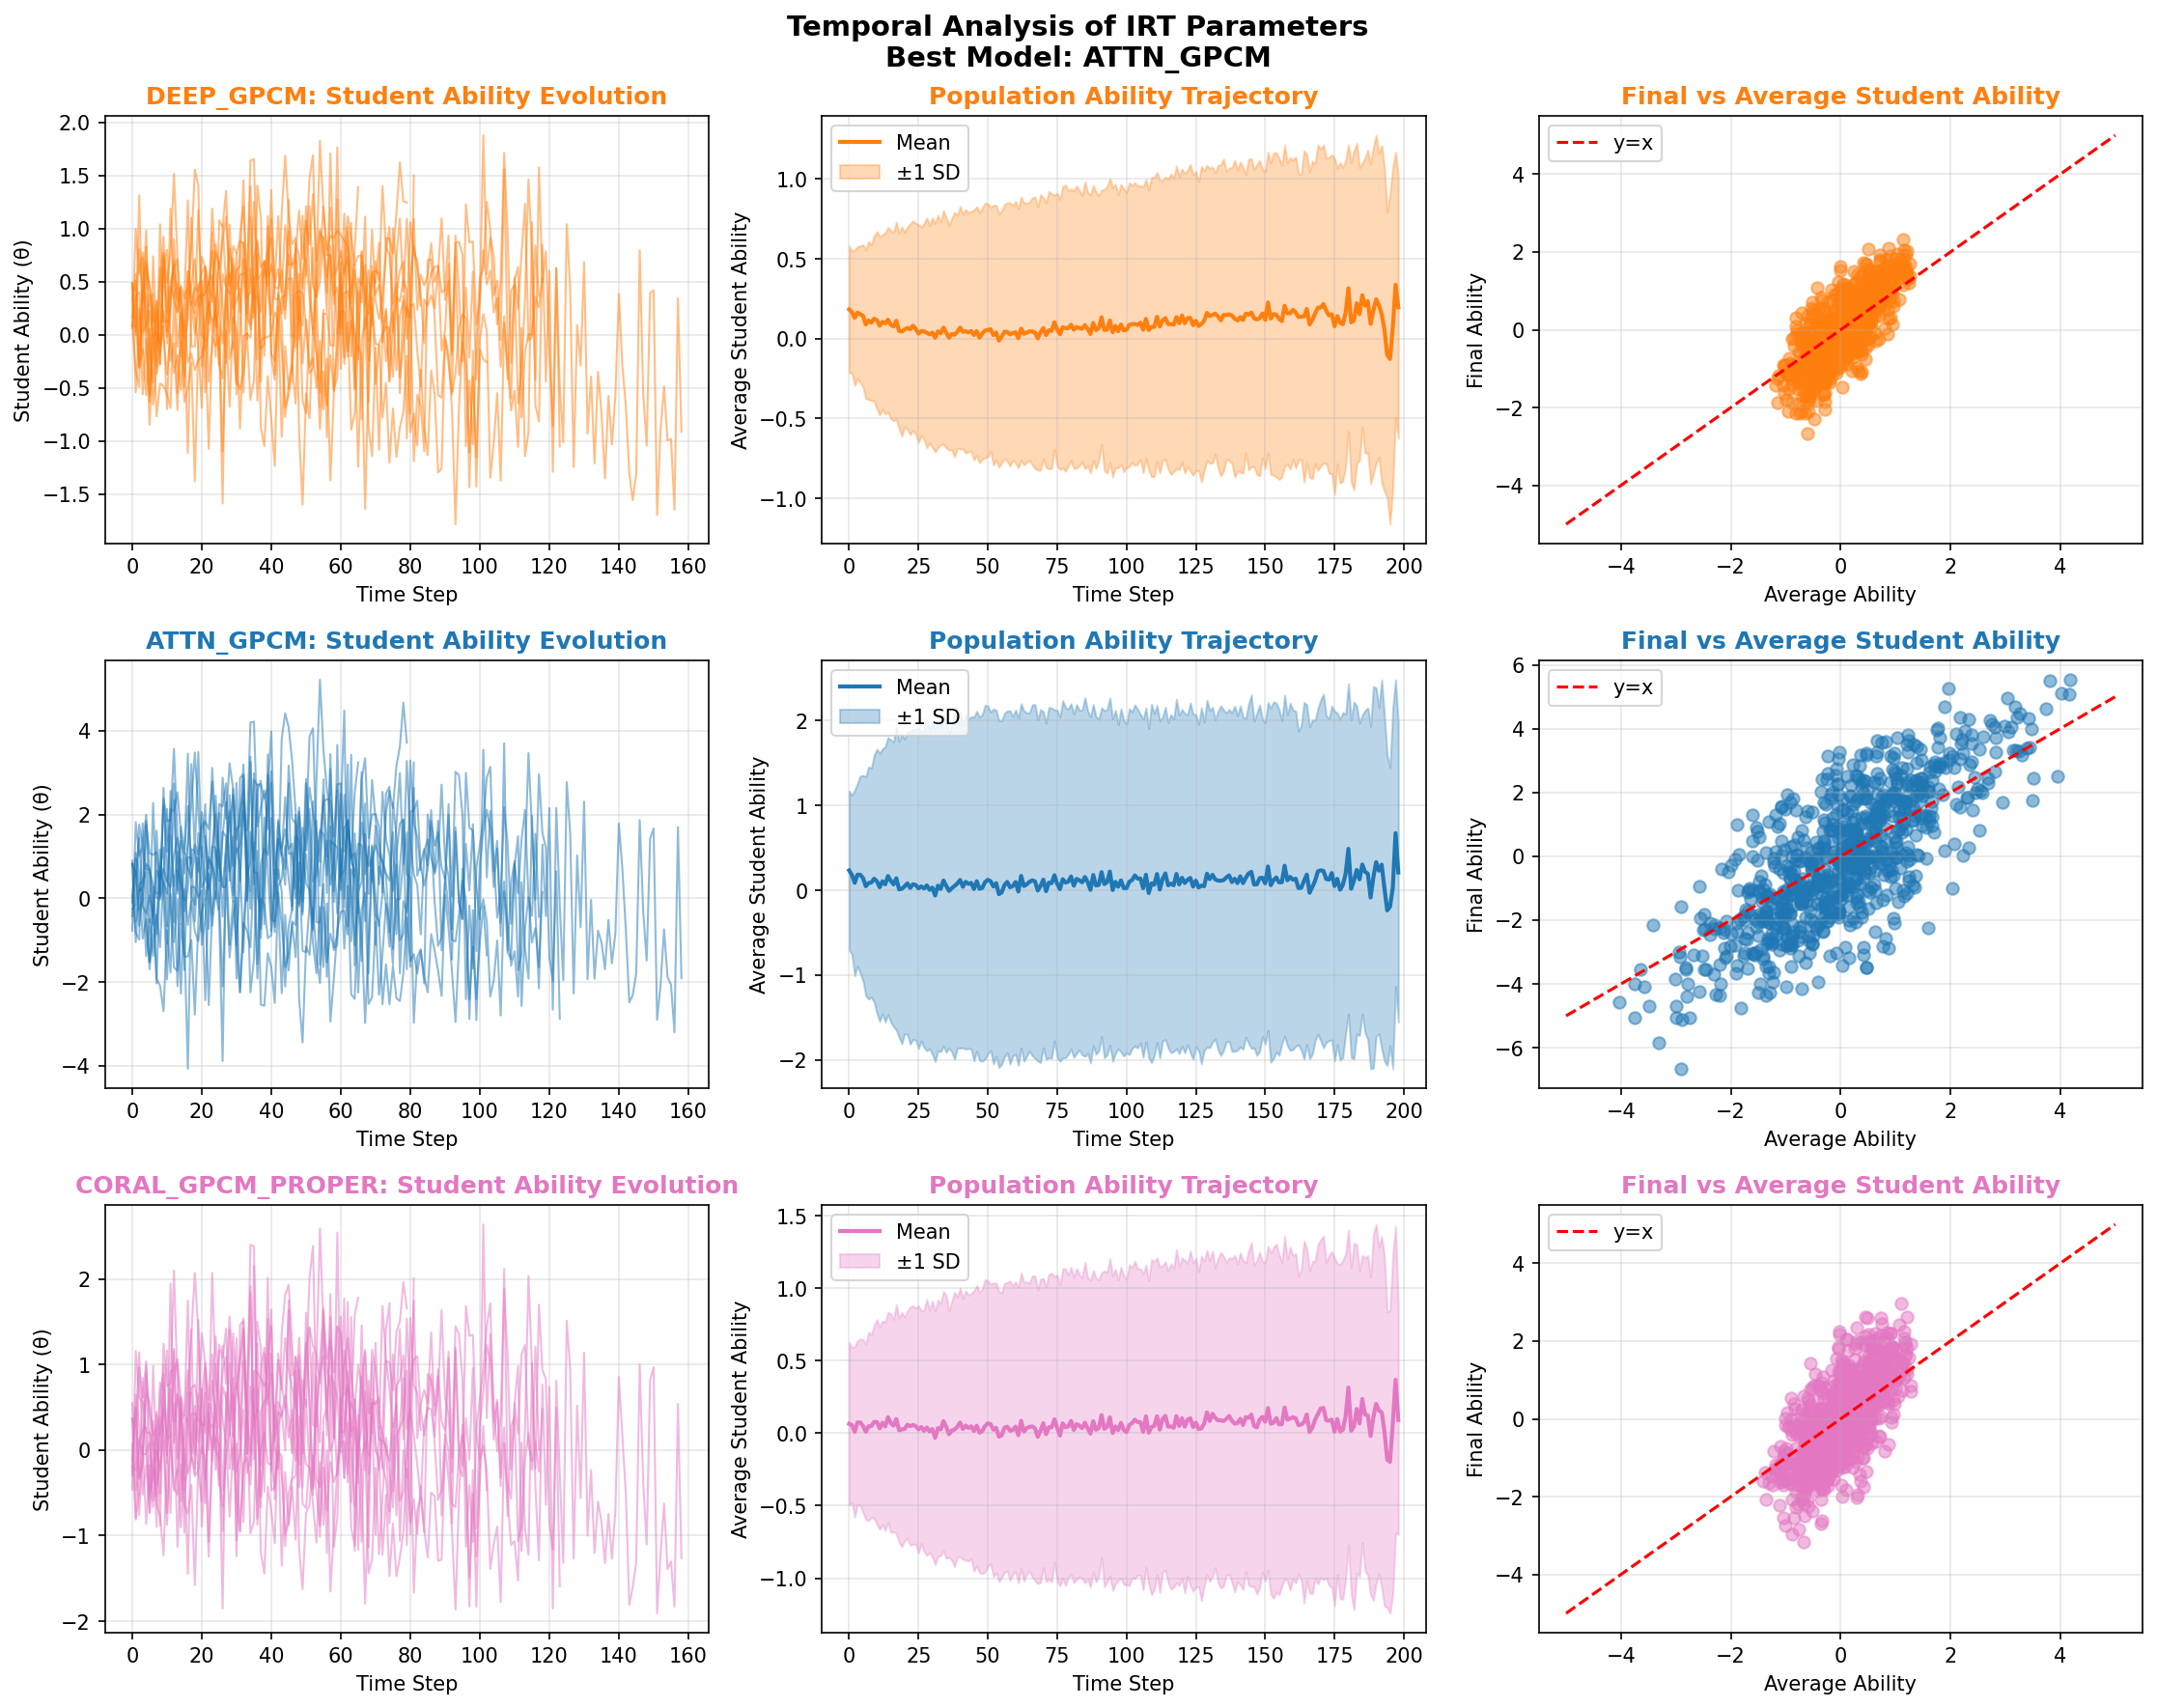 Temporal Analysis of IRT Parameters
Best Model: ATTN_GPCM
DEEP_GPCM: Student Ability Evolution
Student Ability (θ)
2.0
1.5
1.0
0.5
0.0
−0.5
−1.0
−1.5
0 20 40 60 80 100 120 140 160
Time Step
Population Ability Trajectory
Mean
±1 SD
Average Student Ability
1.0
0.5
0.0
−0.5
−1.0
0 25 50 75 100 125 150 175 200
Time Step
Final vs Average Student Ability
y=x
Final Ability
4
2
0
−2
−4
−4 −2 0 2 4
Average Ability
ATTN_GPCM: Student Ability Evolution
Student Ability (θ)
4
2
0
−2
−4
0 20 40 60 80 100 120 140 160
Time Step
Population Ability Trajectory
Mean
±1 SD
Average Student Ability
2
1
0
−1
−2
0 25 50 75 100 125 150 175 200
Time Step
Final vs Average Student Ability
y=x
Final Ability
6
4
2
0
−2
−4
−6
−4 −2 0 2 4
Average Ability
CORAL_GPCM_PROPER: Student Ability Evolution
Student Ability (θ)
2
1
0
−1
−2
0 20 40 60 80 100 120 140 160
Time Step
Population Ability Trajectory
Mean
±1 SD
Average Student Ability
1.5
1.0
0.5
0.0
−0.5
−1.0
0 25 50 75 100 125 150 175 200
Time Step
Final vs Average Student Ability
y=x
Final Ability
4
2
0
−2
−4
−4 −2 0 2 4
Average Ability